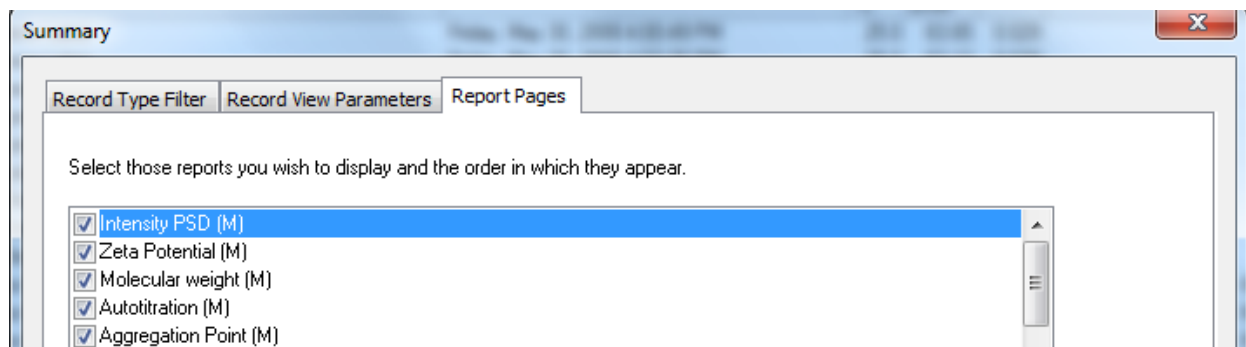 Summary
Record Type Filter Record View Parameters Report Pages
Select those reports you wish to display and the order in which they appear.
Intensity PSD (M)
Zeta Potential (M)
Molecular weight (M)
Autotitration (M)
Aggregation Point (M)